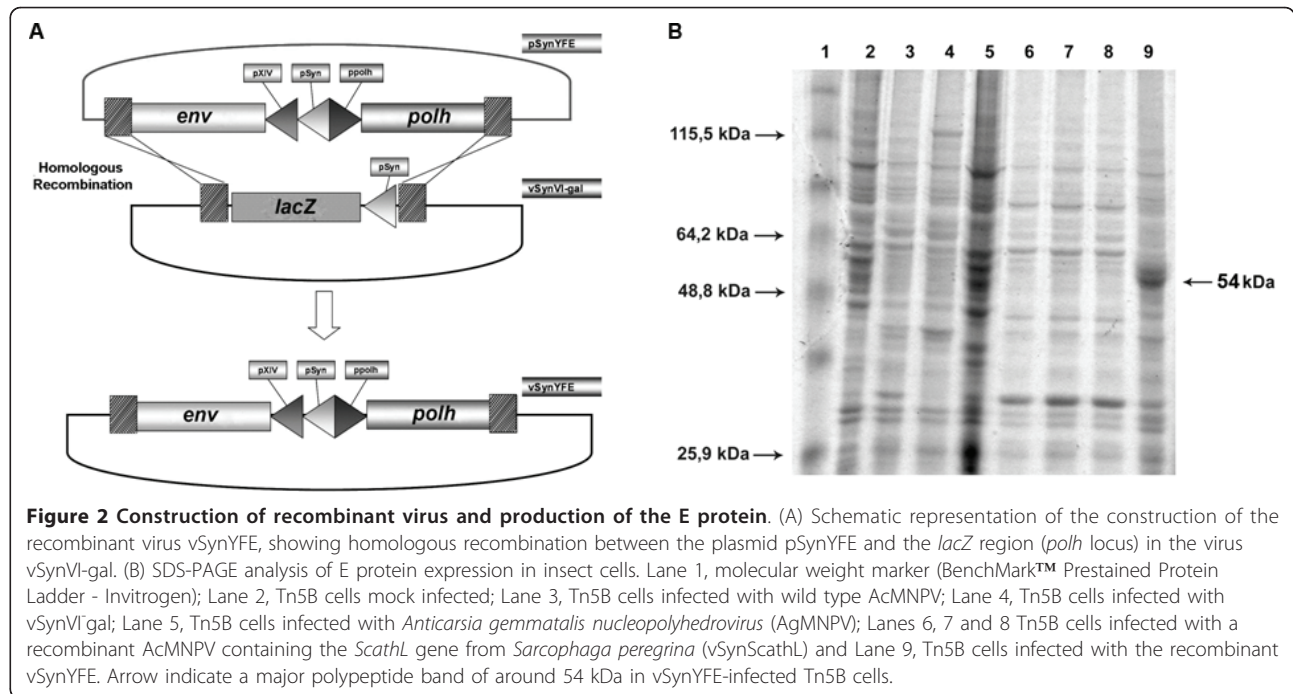 A
pSynYFE
pXIV
pSyn
ppolh
env
polh
Homologous
Recombination
pSyn
vSynVI-gal
lacZ
pXIV
pSyn
ppolh
vSynYFE
env
polh
B
1 2 3 4 5 6 7 8 9
115,5 kDa
64,2 kDa
54 kDa
48,8 kDa
25,9 kDa
Figure 2 Construction of recombinant virus and production of the E protein. (A) Schematic representation of the construction of the
recombinant virus vSynYFE, showing homologous recombination between the plasmid pSynYFE and the lacZ region (polh locus) in the virus
vSynVI-gal. (B) SDS-PAGE analysis of E protein expression in insect cells. Lane 1, molecular weight marker (BenchMark™ Prestained Protein
Ladder - Invitrogen); Lane 2, Tn5B cells mock infected; Lane 3, Tn5B cells infected with wild type AcMNPV; Lane 4, Tn5B cells infected with
vSynVI-gal; Lane 5, Tn5B cells infected with Anticarsia gemmatalis nucleopolyhedrovirus (AgMNPV); Lanes 6, 7 and 8 Tn5B cells infected with a
recombinant AcMNPV containing the ScathL gene from Sarcophaga peregrina (vSynScathL) and Lane 9, Tn5B cells infected with the recombinant
vSynYFE. Arrow indicate a major polypeptide band of around 54 kDa in vSynYFE-infected Tn5B cells.